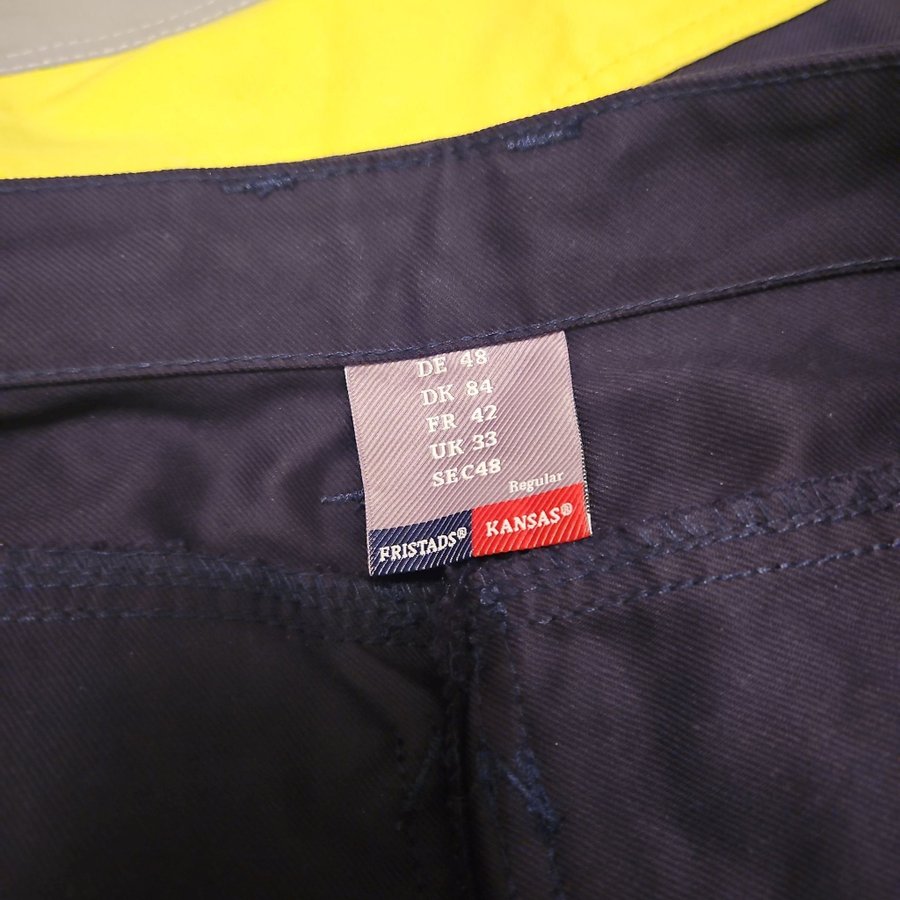 DE 48
DK 84
FR 42
UK 33
SE C48
Regular
FRISTADS® KANSAS®